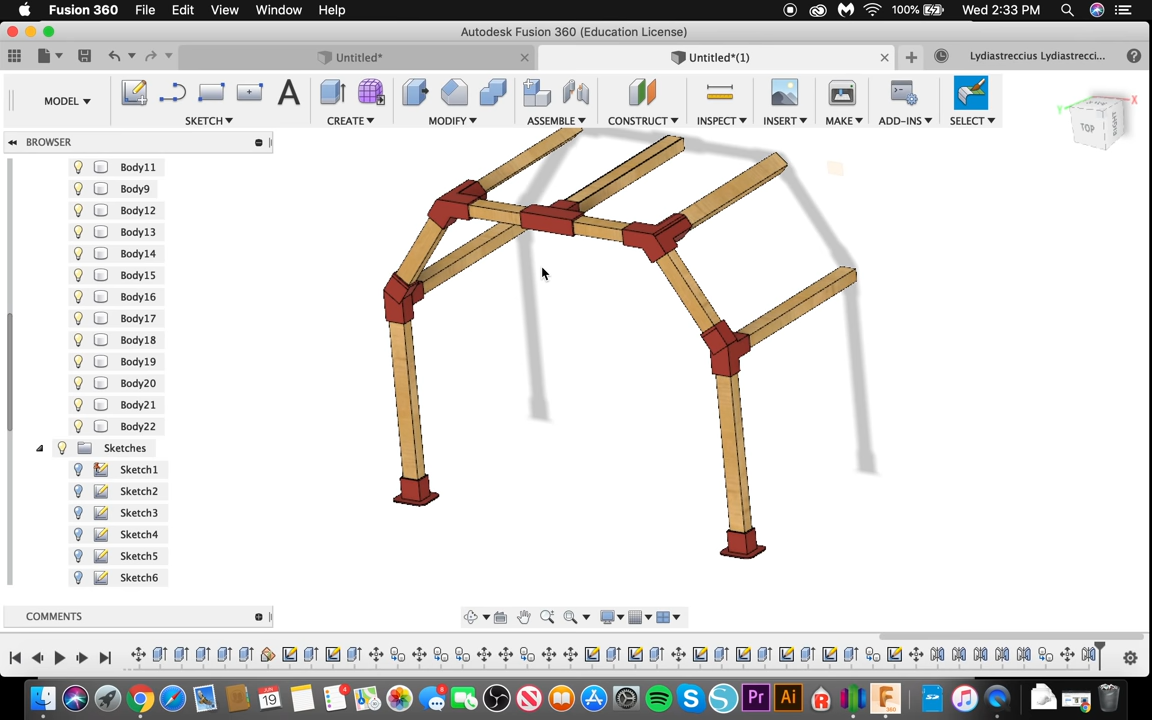 Fusion 360 File Edit View Window Help 100% Wed 2:33 PM
Autodesk Fusion 360 (Education License)
Untitled* Untitled*(1) Lydiastreccius Lydiastrecci...
MODEL SKETCH CREATE MODIFY ASSEMBLE CONSTRUCT INSPECT INSERT MAKE ADD-INS SELECT
BROWSER
Body11
Body9
Body12
Body13
Body14
Body15
Body16
Body17
Body18
Body19
Body20
Body21
Body22
Sketches
Sketch1
Sketch2
Sketch3
Sketch4
Sketch5
Sketch6
COMMENTS
TOP
X
Y